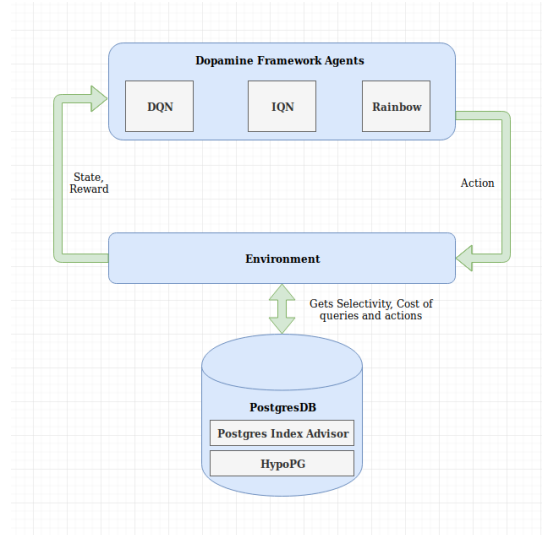 Dopamine Framework Agents
DQN
IQN
Rainbow
State,
Reward
Action
Environment
Gets Selectivity, Cost of
queries and actions
PostgresDB
Postgres Index Advisor
HypoPG